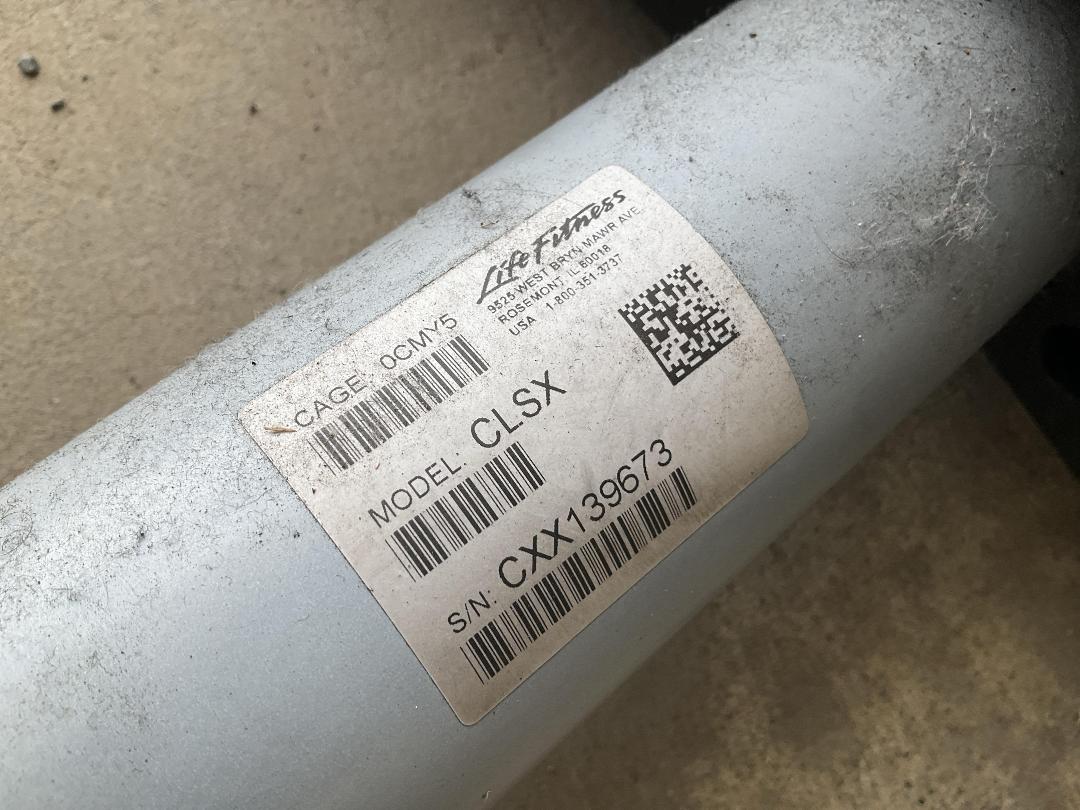 Life Fitness
9525 WEST BRYN MAWR AVE.
ROSEMONT, IL 60018
USA 1-800-351-3737
CAGE: 0CMY5
MODEL: CLSX
S/N: CXX139673